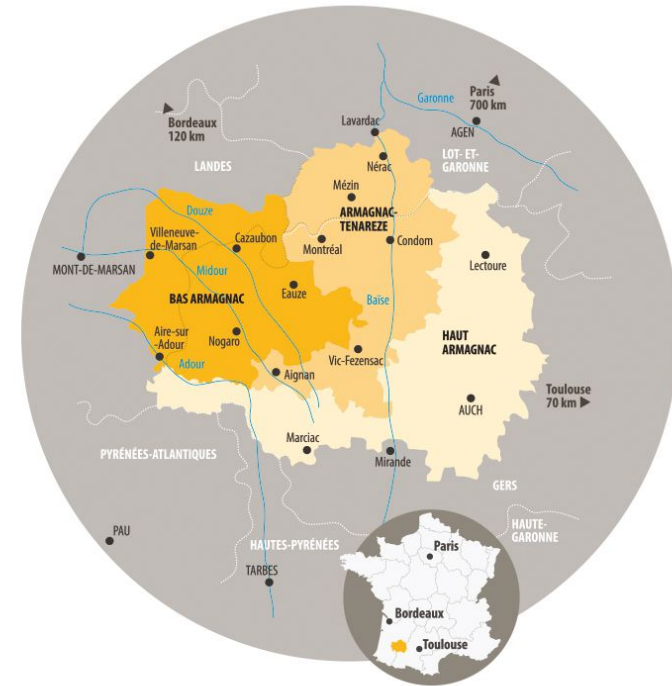 Paris
700 km
Garonne
Bordeaux
120 km
Lavardac
AGEN
LANDES
LOT- ET-
GARONNE
Nérac
Mézin
Douze
ARMAGNAC-
TENAREZE
Villeneuve-
de-Marsan
Cazaubon
Montréal
Condom
Lectoure
MONT-DE-MARSAN
Midour
Eauze
BAS ARMAGNAC
Baïse
Aire-sur
-Adour
Nogaro
HAUT
ARMAGNAC
Adour
Vic-Fezensac
Aignan
Toulouse
70 km
AUCH
Marciac
PYRÉNÉES-ATLANTIQUES
Mirande
GERS
PAU
HAUTES-PYRÉNÉES
HAUTE-
GARONNE
TARBES
Paris
Bordeaux
Toulouse